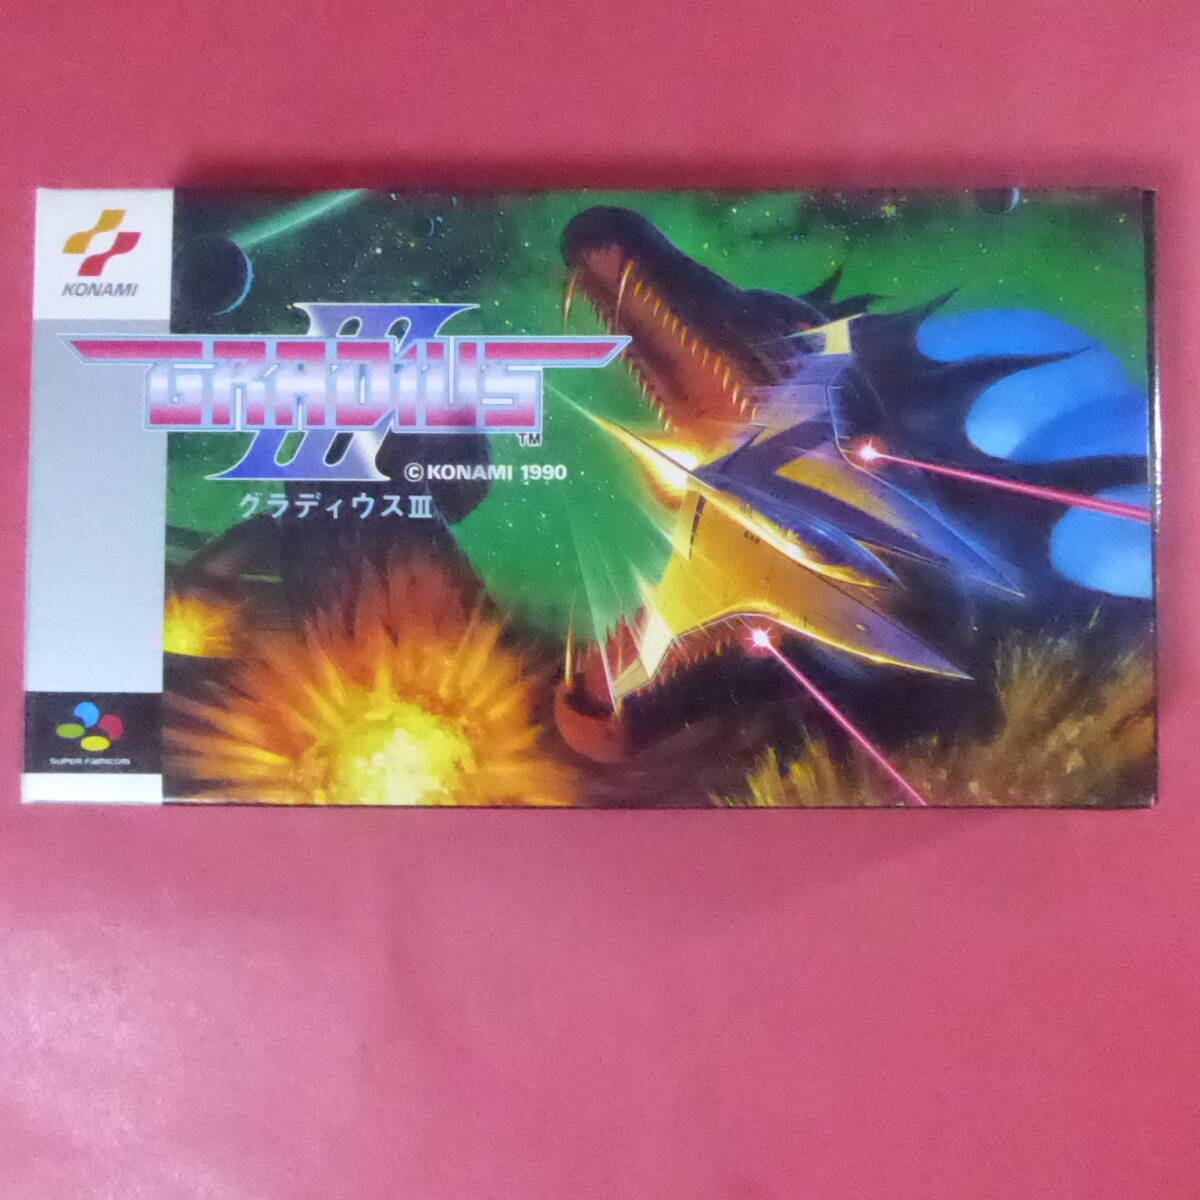 KONAMI
GRADIUS III
TM
©KONAMI 1990
グラディウスⅢ
SUPER FAMICOM